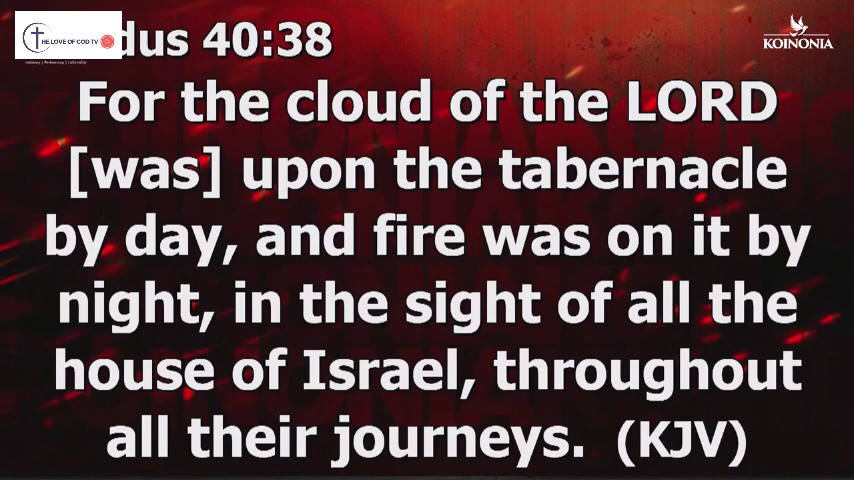 THE LOVE OF GOD TV
dus 40:38
KOINONIA
For the cloud of the LORD
[was] upon the tabernacle
by day, and fire was on it by
night, in the sight of all the
house of Israel, throughout
all their journeys. (KJV)